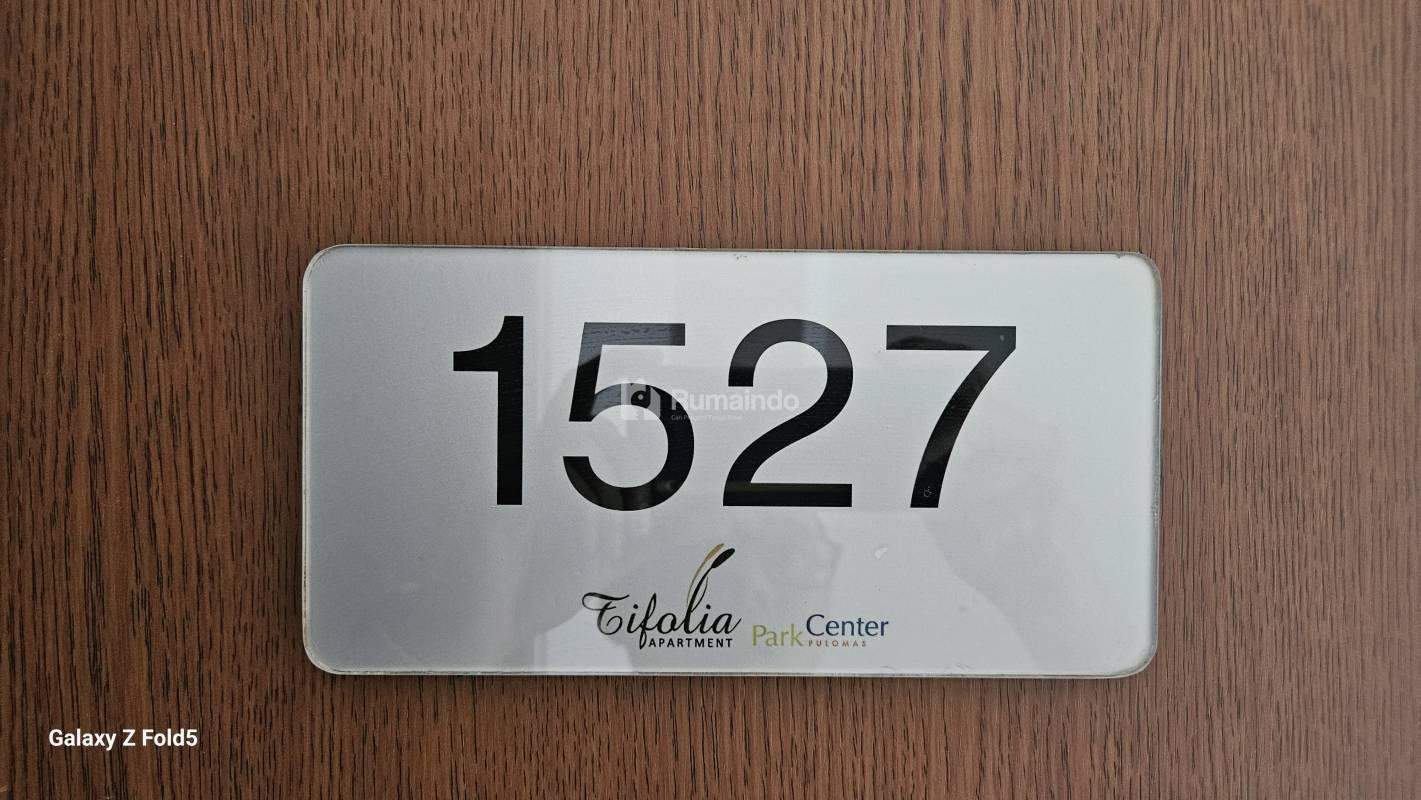 1527
Rumaindo
Tifolia
APARTMENT
Park Center
PULOMAS
Galaxy Z Fold5